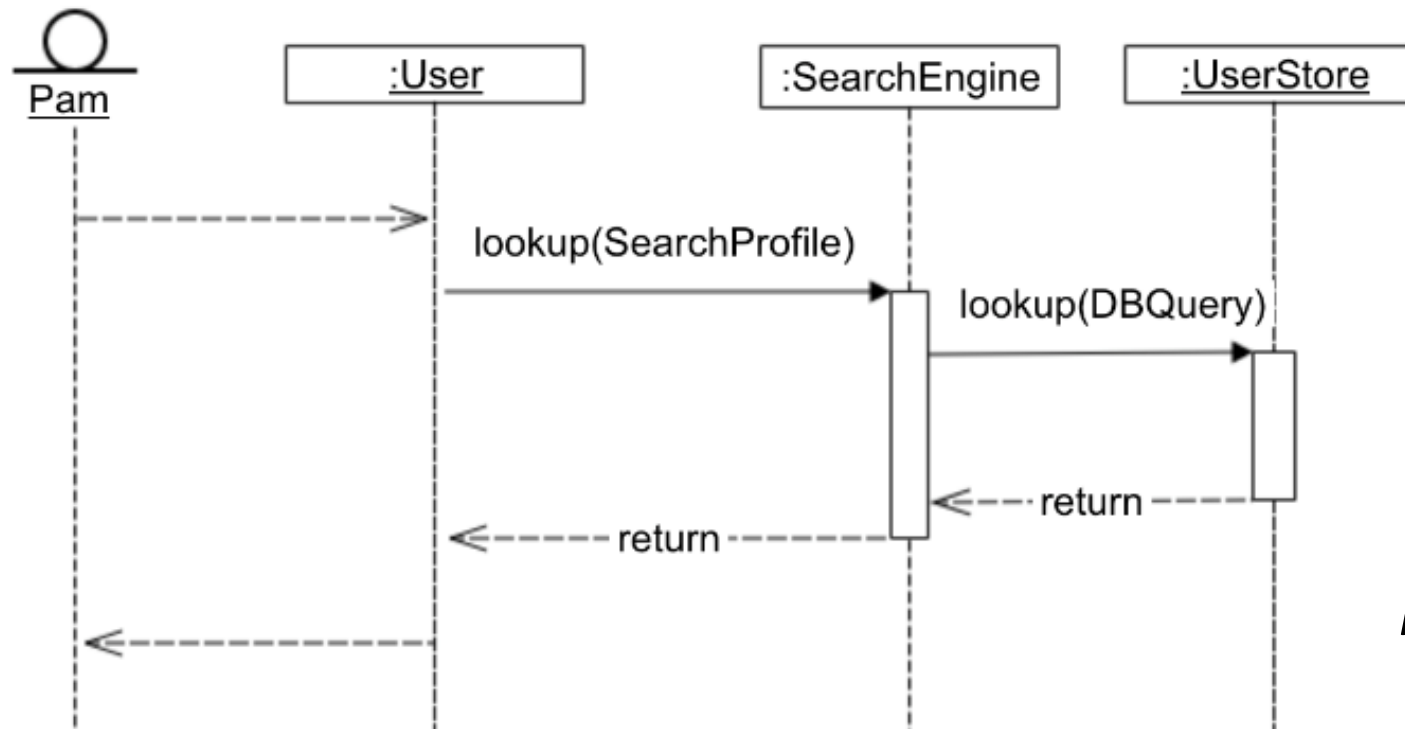 Pam
:User
:SearchEngine
:UserStore
lookup(SearchProfile)
lookup(DBQuery)
return
return